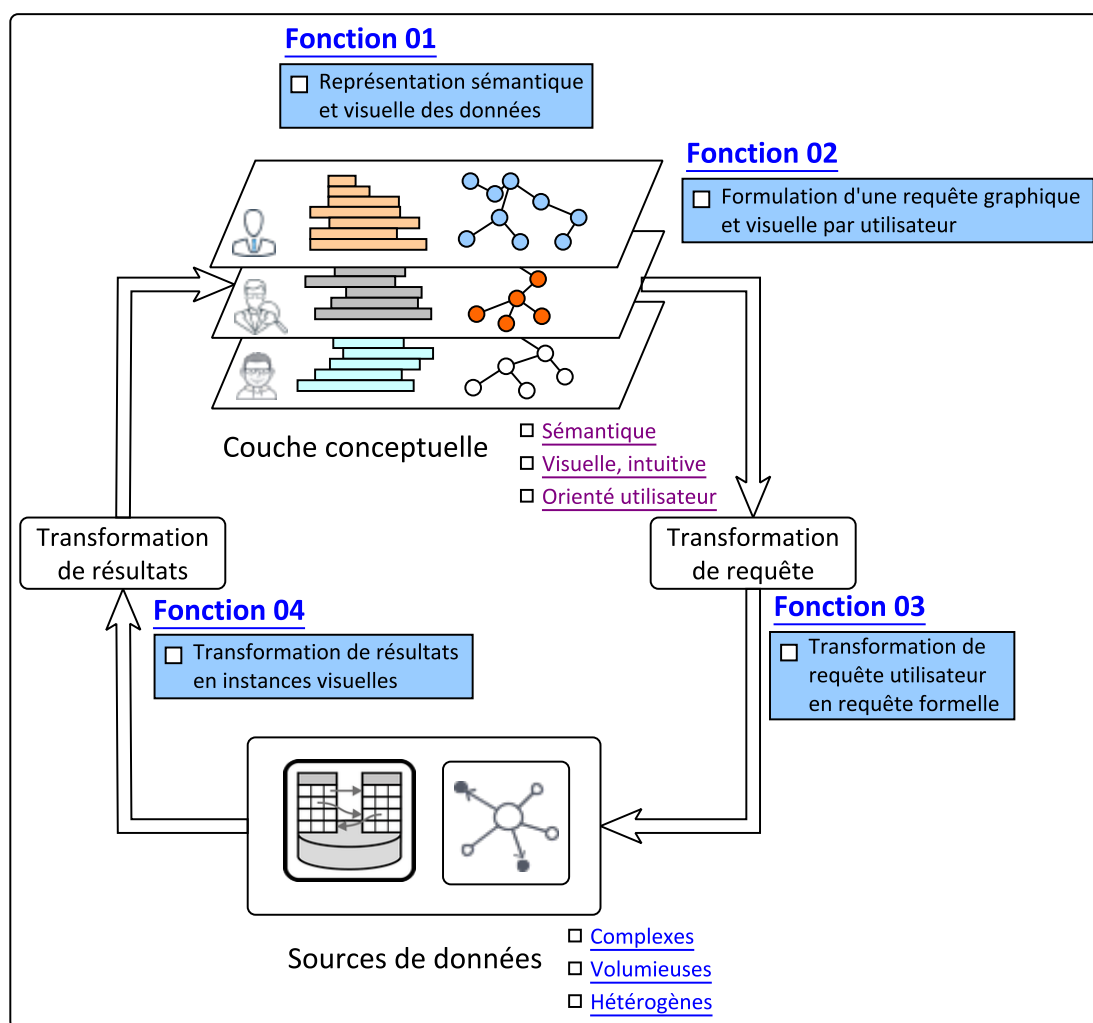 Fonction 01
Représentation sémantique
et visuelle des données
Fonction 02
Formulation d'une requête graphique
et visuelle par utilisateur
Couche conceptuelle
Sémantique
Visuelle, intuitive
Orienté utilisateur
Transformation
de résultats
Transformation
de requête
Fonction 04
Transformation de résultats
en instances visuelles
Fonction 03
Transformation de
requête utilisateur
en requête formelle
Sources de données
Complexes
Volumieuses
Hétérogènes